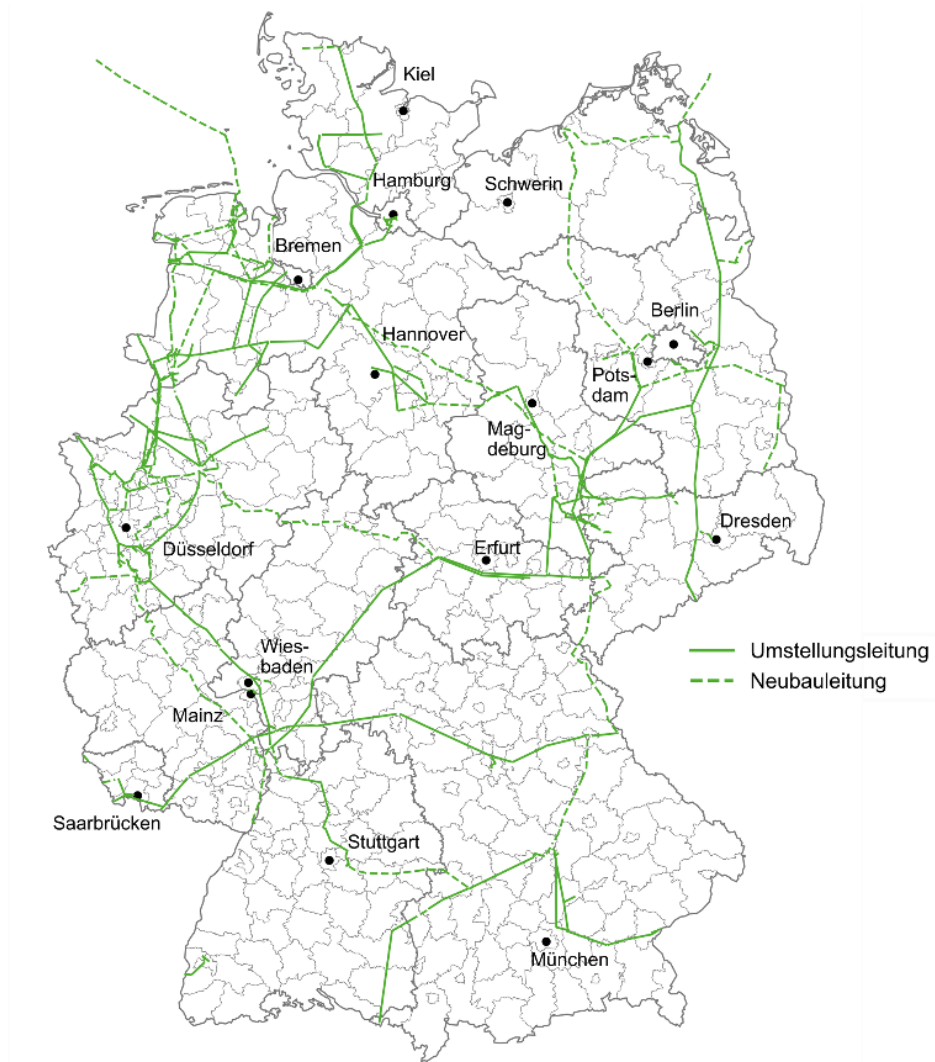 Kiel
Hamburg
Schwerin
Bremen
Berlin
Hannover
Pots-
dam
Mag-
deburg
Dresden
Düsseldorf
Erfurt
Wies-
baden
Umstellungsleitung
Neubauleitung
Mainz
Saarbrücken
Stuttgart
München